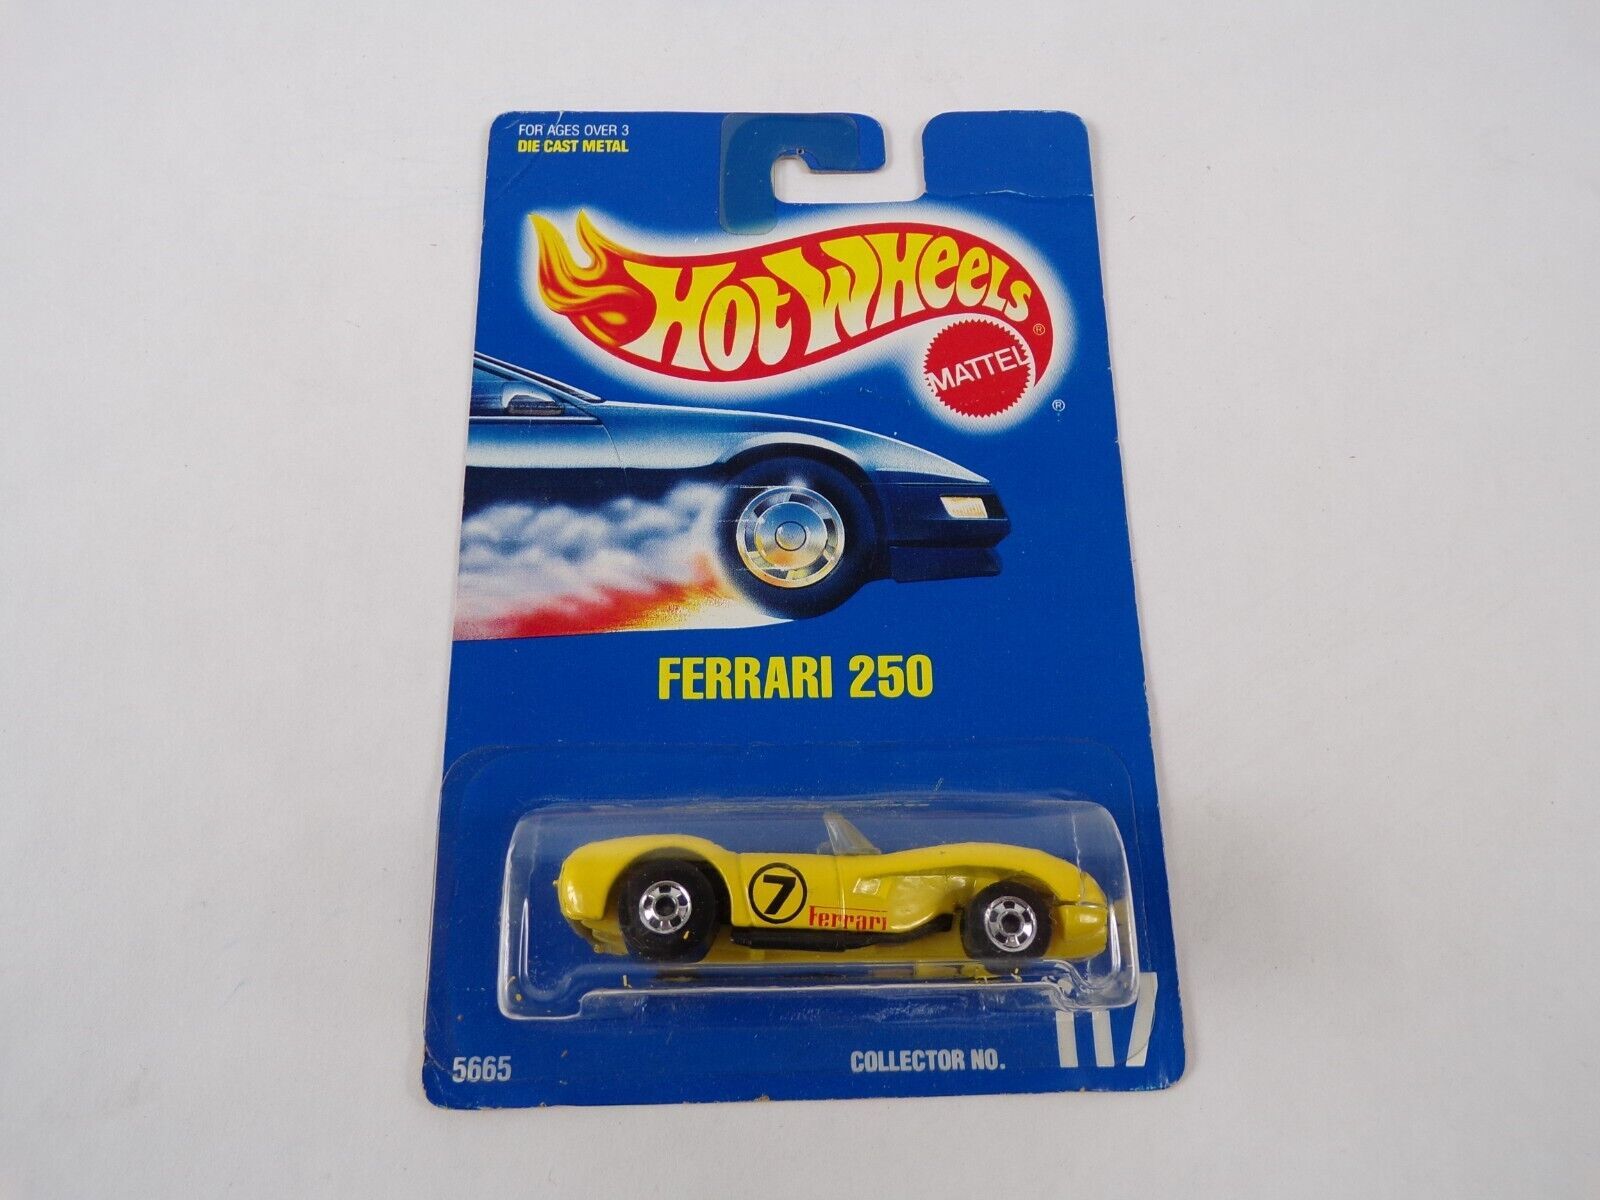 FOR AGES OVER 3
DIE CAST METAL
HOT WHEELS ®
MATTEL
®
FERRARI 250
7
Ferrari
5665
COLLECTOR NO. 117